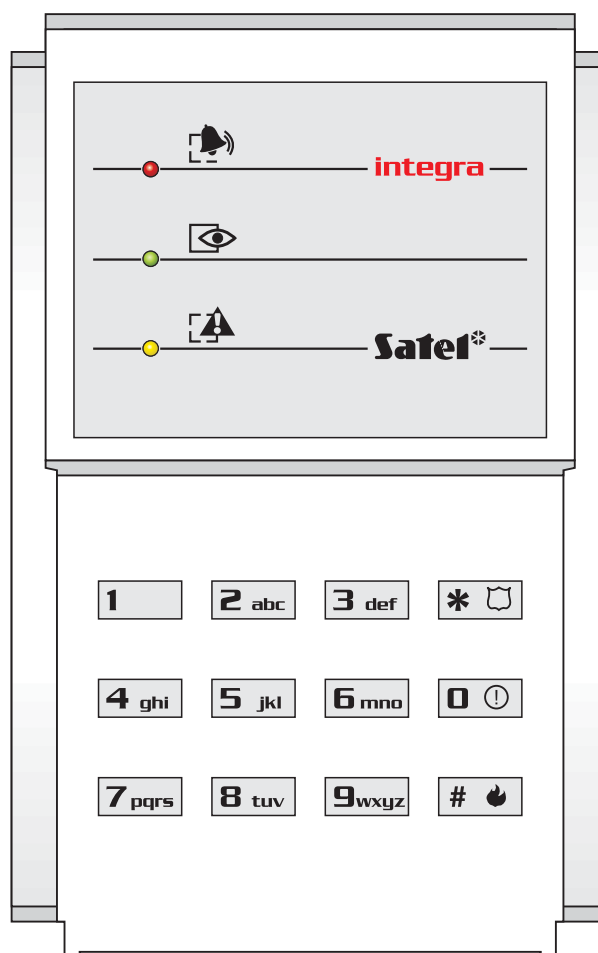 integra
Satel
1
2 abc
3 def
*
4 ghi
5 jkl
6 mno
0
7 pqrs
8 tuv
9 wxyz
#